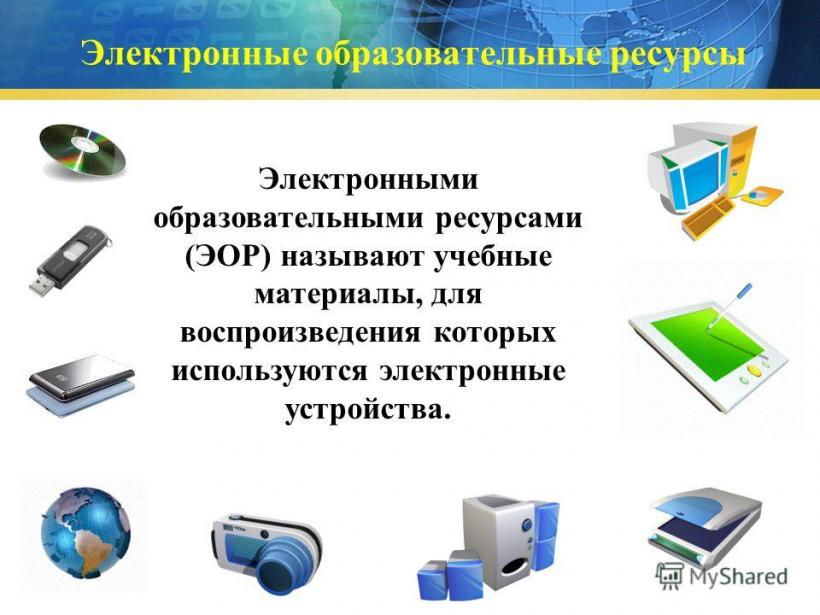 Электронные образовательные ресурсы
Электронными
образовательными ресурсами
(ЭОР) называют учебные
материалы, для
воспроизведения которых
используются электронные
устройства.
MyShared